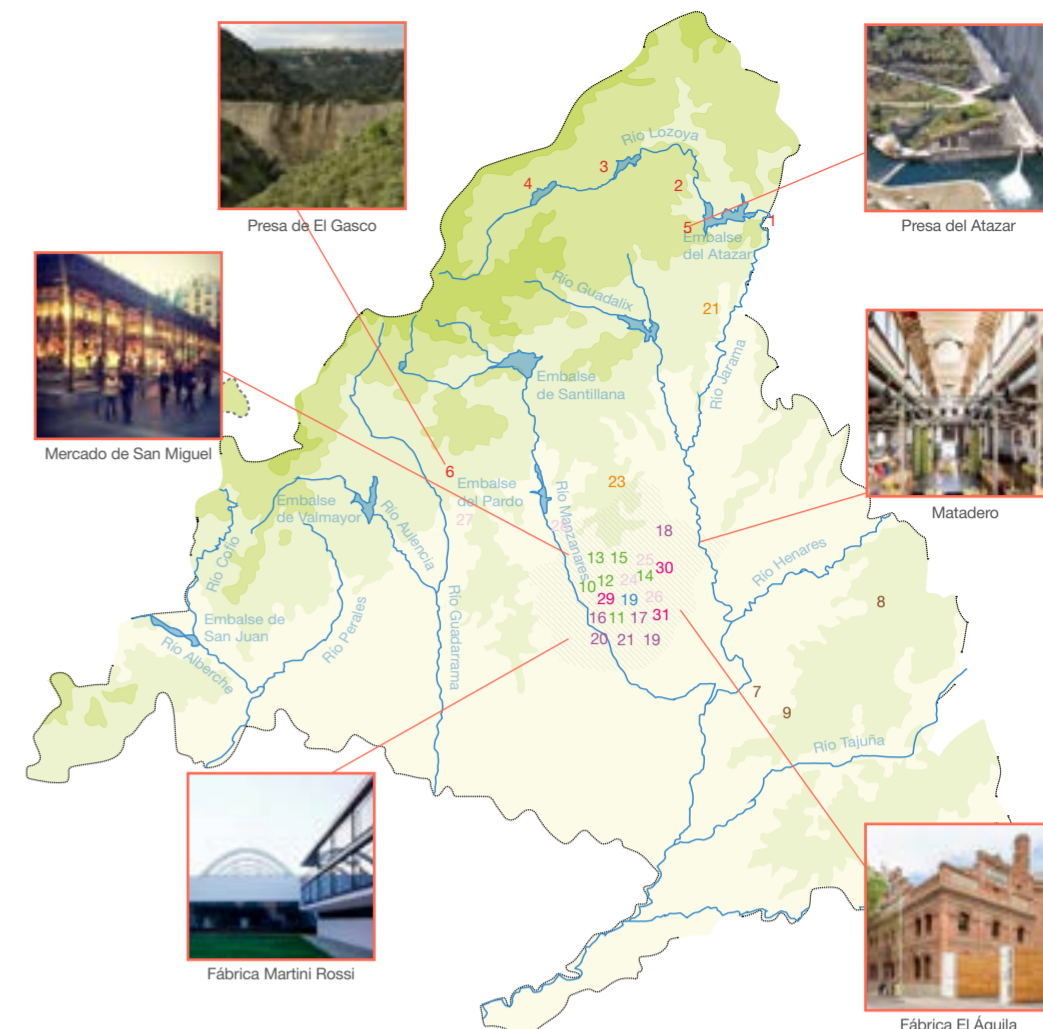 Presa de El Gasco
Presa del Atazar
Río Lozoya
3
4
2
1
5
Embalse
del Atazar
Mercado de San Miguel
Río Guadalix
21
Río Jarama
Embalse
de Santillana
Matadero
6
Embalse
del Pardo
27
23
Río Manzanares
Embalse
de Valmayor
Río Aulencia
Río Cofio
18
13
15
25
30
14
24
12
10
29
19
26
16
11
17
31
20
21
19
Río Henares
8
Embalse de
San Juan
Río Perales
Río Guadarrama
Río Alberche
7
9
Río Tajuña
Fábrica Martini Rossi
Fábrica El Águila